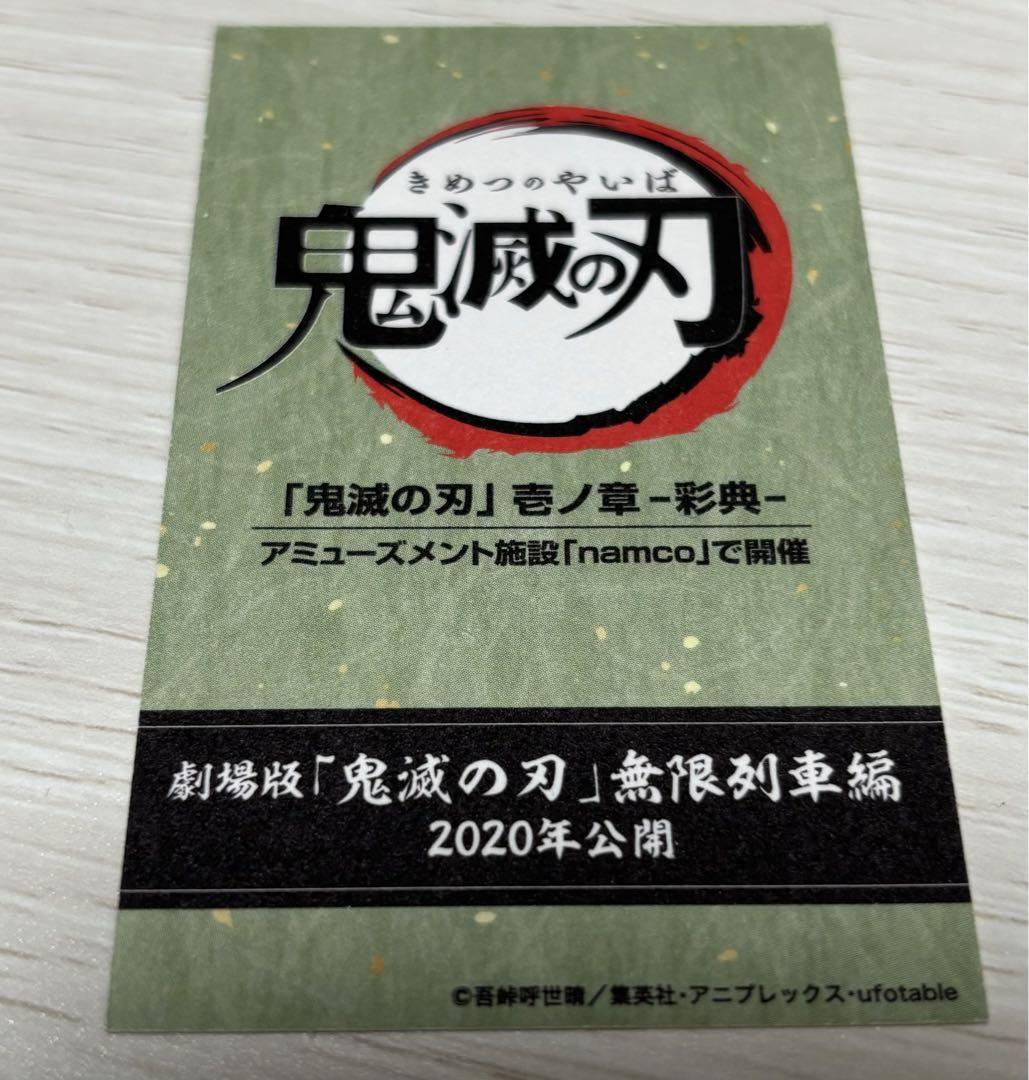 きめつのやいば
鬼滅の刃
「鬼滅の刃」壱ノ章-彩典-
アミューズメント施設「namco」で開催
劇場版「鬼滅の刃」無限列車編
2020年公開
©吾峠呼世晴／集英社・アニプレックス・ufotable